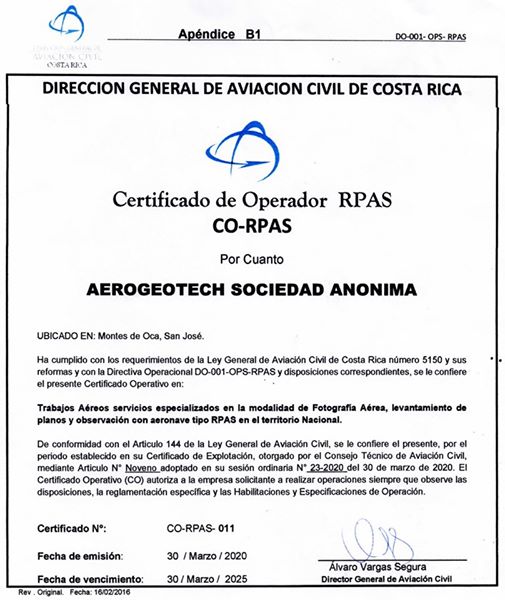 Apéndice B1
DO-001- OPS- RPAS
AVIACION CIVIL
COSTA RICA
DIRECCION GENERAL DE AVIACION CIVIL DE COSTA RICA
Certificado de Operador RPAS
CO-RPAS
Por Cuanto
AEROGEOTECH SOCIEDAD ANONIMA
UBICADO EN: Montes de Oca, San José.
Ha cumplido con los requerimientos de la Ley General de Aviación Civil de Costa Rica número 5150 y sus
reformas y con la Directiva Operacional DO-001-OPS-RPAS y disposiciones correspondientes, se le confiere
el presente Certificado Operativo en:
Trabajos Aéreos servicios especializados en la modalidad de Fotografía Aérea, levantamiento de
planos y observación con aeronave tipo RPAS en el territorio Nacional.
De conformidad con el Articulo 144 de la Ley General de Aviación Civil, se le confiere el presente, por el
periodo establecido en su Certificado de Explotación, otorgado por el Consejo Técnico de Aviación Civil,
mediante Articulo N° Noveno adoptado en su sesión ordinaria N° 23-2020 del 30 de marzo de 2020. El
Certificado Operativo (CO) autoriza a la empresa solicitante a realizar operaciones siempre que observe las
disposiciones, la reglamentación específica y las Habilitaciones y Especificaciones de Operación.
Certificado N°: CO-RPAS- 011
Fecha de emisión: 30 / Marzo / 2020
Álvaro Vargas Segura
Fecha de vencimiento: 30 / Marzo / 2025
Director General de Aviación Civil
Rev . Original. Fecha: 16/02/2016